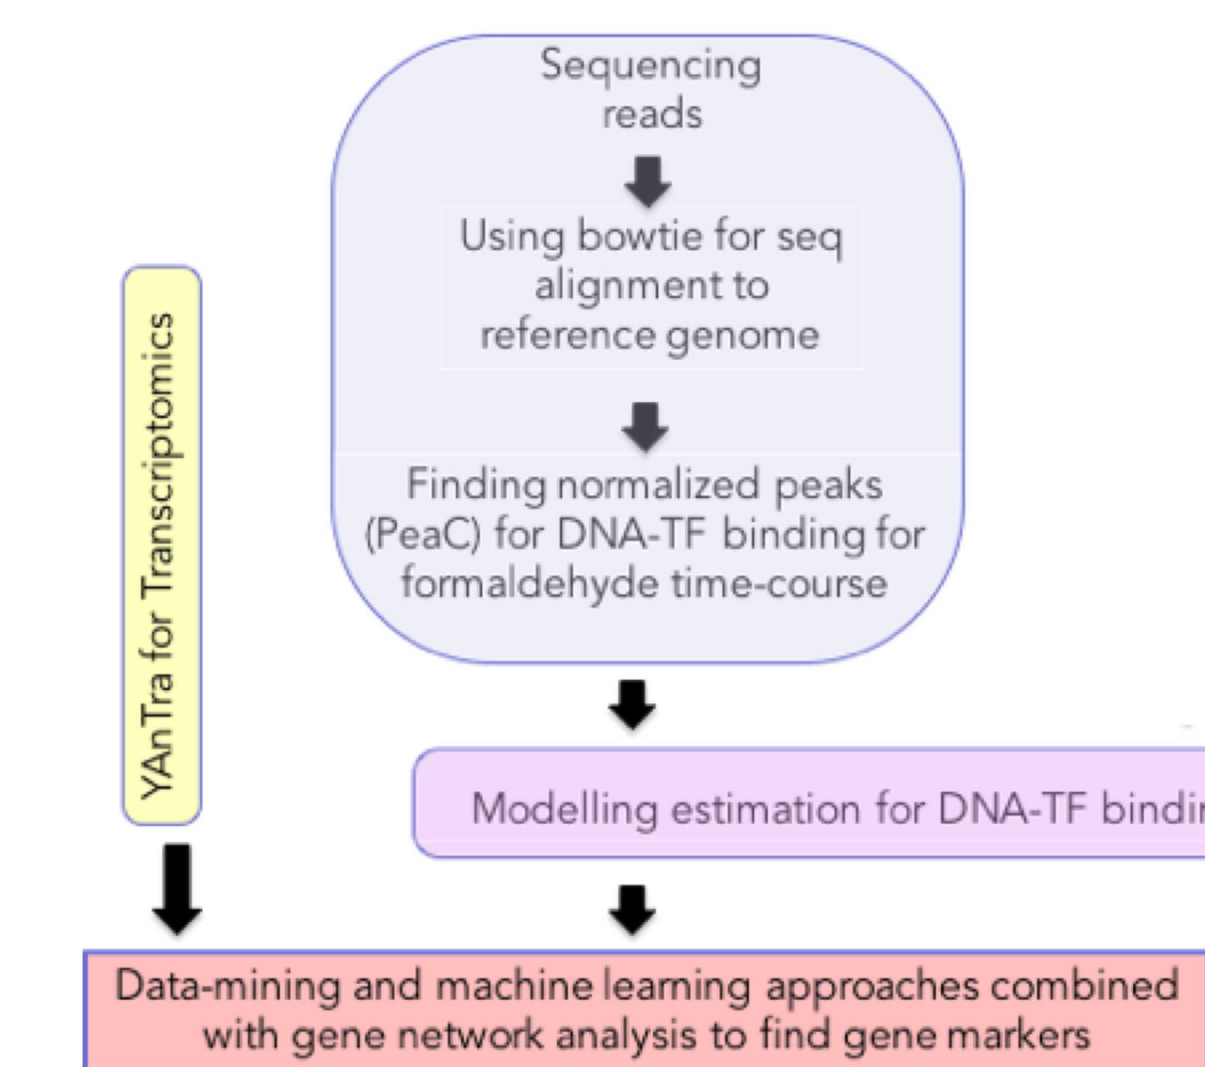 Sequencing
reads
Using bowtie for seq
alignment to
reference genome
Finding normalized peaks
(PeaC) for DNA-TF binding for
formaldehyde time-course
YAnTra for Transcriptomics
Modelling estimation for DNA-TF
Data-mining and machine learning approaches combined
with gene network analysis to find gene markers